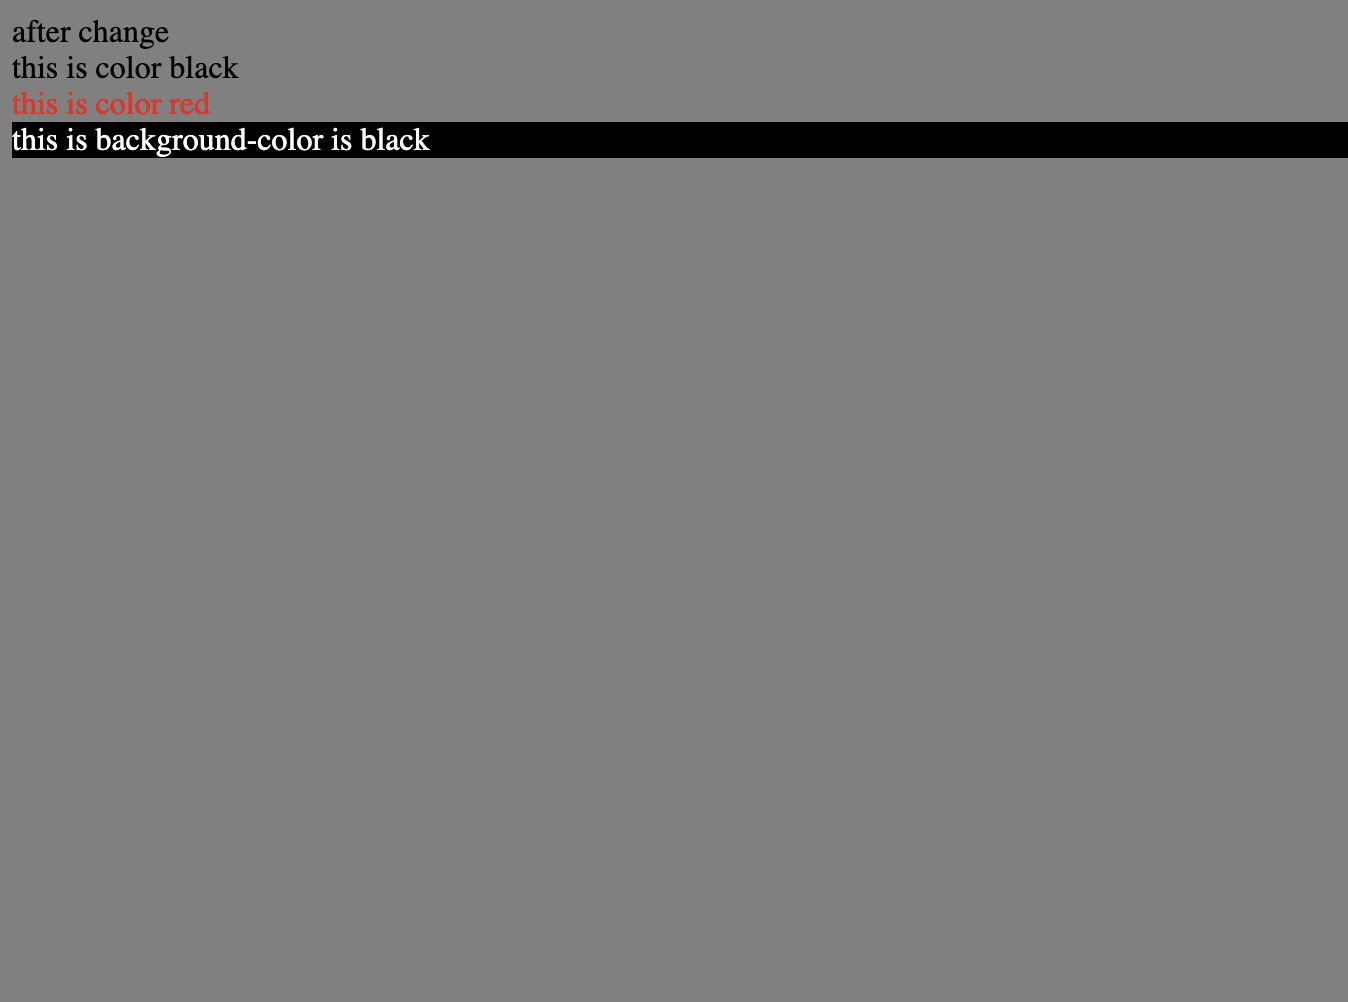 after change
this is color black
this is color red
this is background-color is black